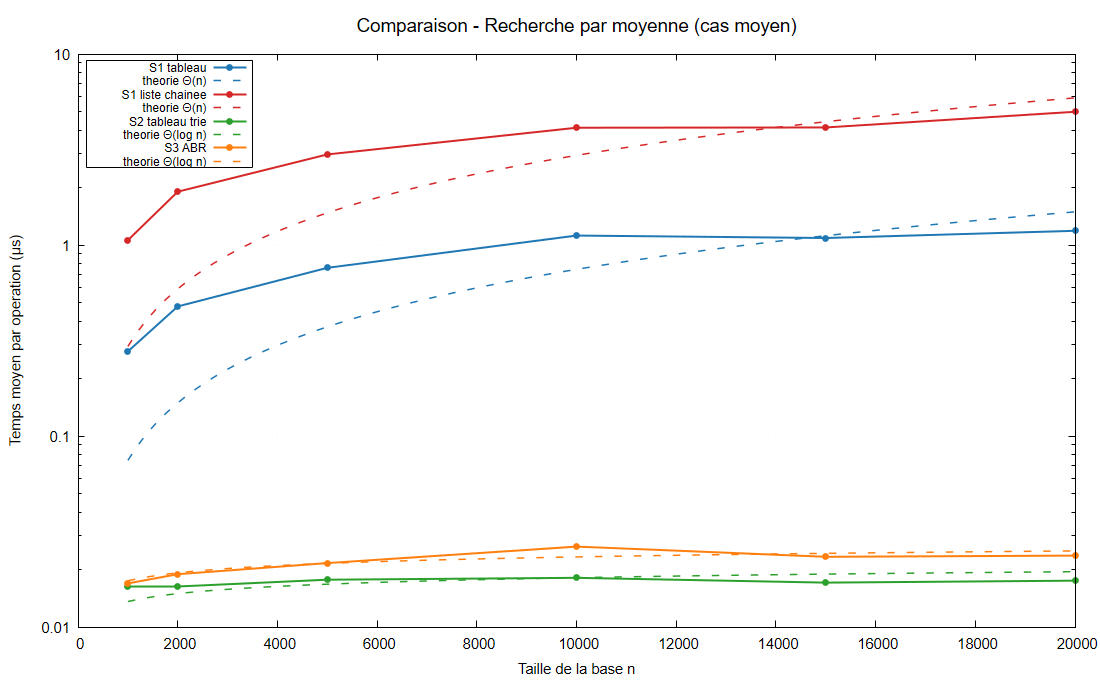 Comparaison - Recherche par moyenne (cas moyen)
10
1
0.1
0.01
Temps moyen par operation (µs)
S1 tableau
theorie Θ(n)
S1 liste chainee
theorie Θ(n)
S2 tableau trie
theorie Θ(log n)
S3 ABR
theorie Θ(log n)
0 2000 4000 6000 8000 10000 12000 14000 16000 18000 20000
Taille de la base n